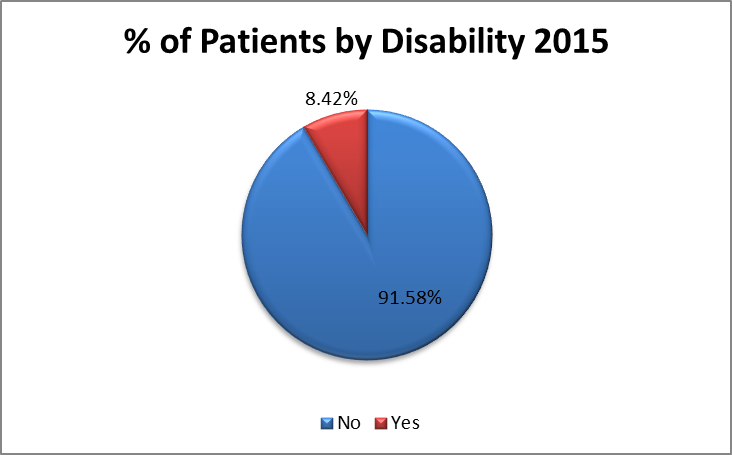 % of Patients by Disability 2015
8.42%
91.58%
No Yes